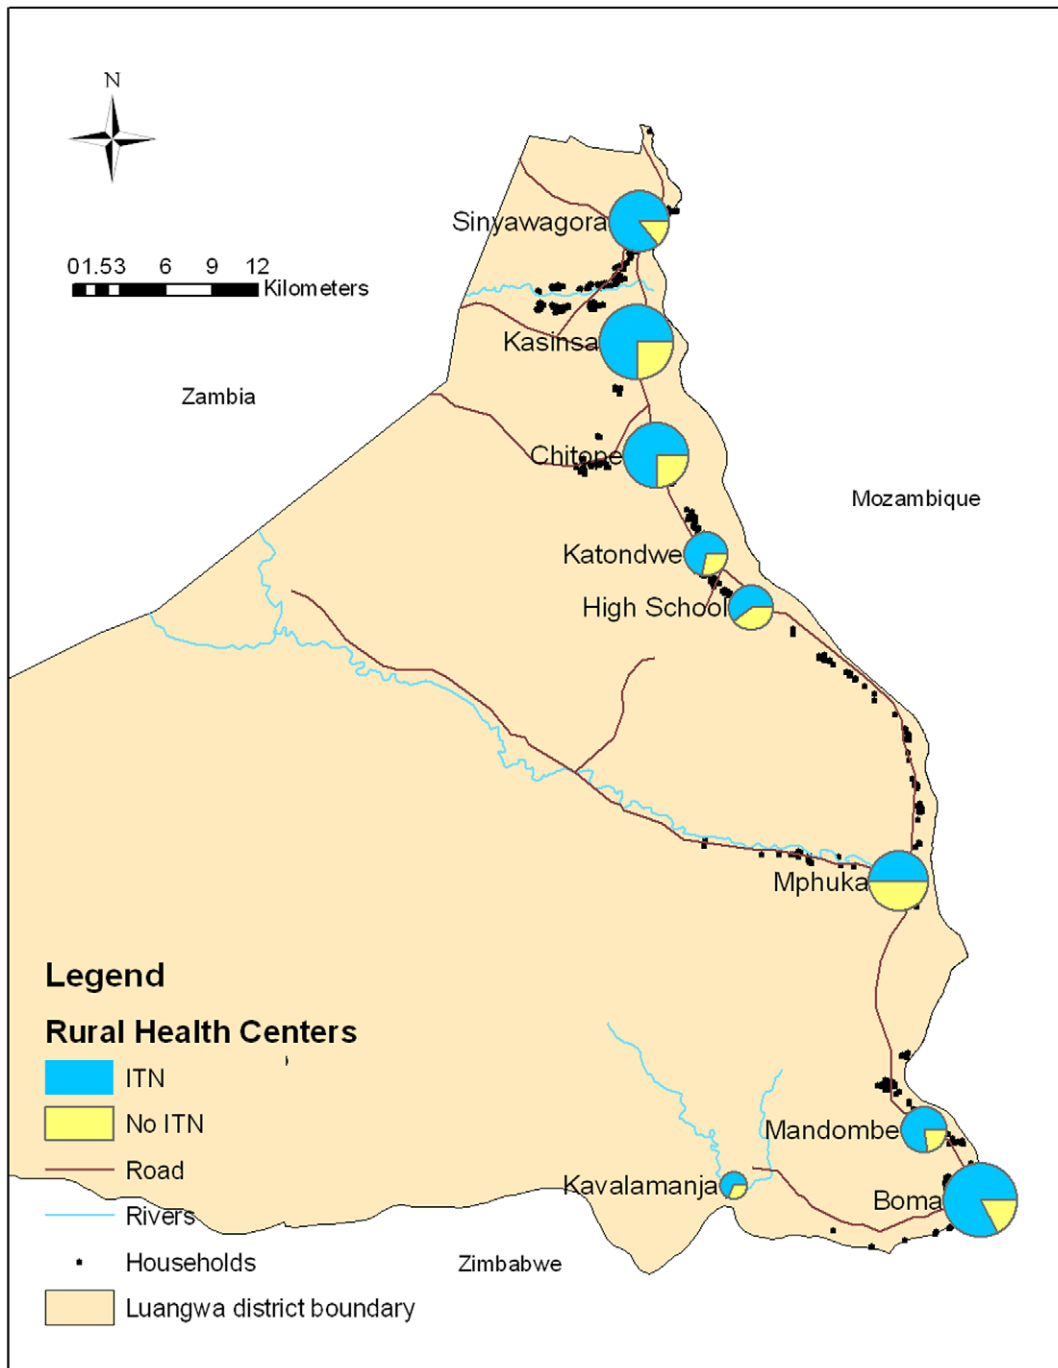 N
Sinyawagora
01.53 6 9 12
Kilometers
Kasinsa
Zambia
Chitope
Mozambique
Katondwe
High School
Mphuka
Legend
Rural Health Centers
ITN
No ITN
Mandombe
Road
Kavalamanja
Boma
Rivers
Households
Zimbabwe
Luangwa district boundary